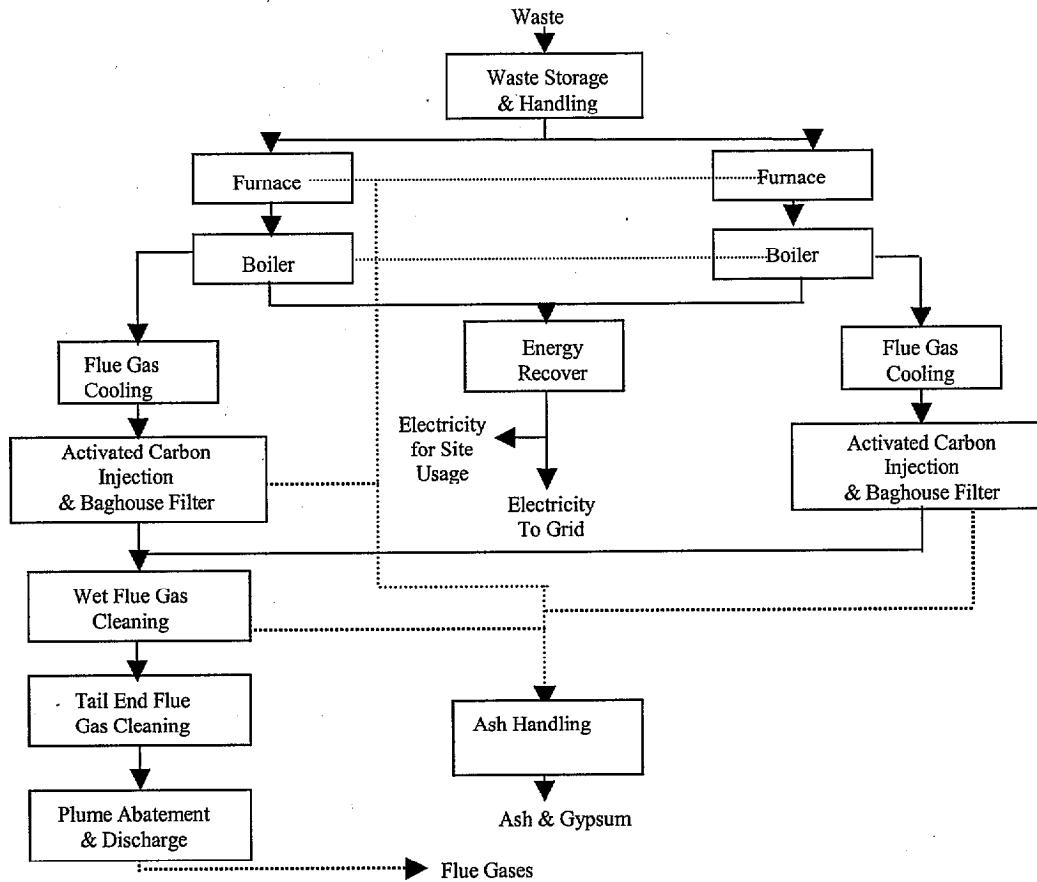 Waste
Waste Storage
& Handling
Furnace
Furnace
Boiler
Boiler
Flue Gas
Cooling
Energy
Recover
Flue Gas
Cooling
Activated Carbon
Injection
& Baghouse Filter
Electricity
for Site
Usage
Activated Carbon
Injection
& Baghouse Filter
Electricity
To Grid
Wet Flue Gas
Cleaning
Tail End Flue
Gas Cleaning
Ash Handling
Plume Abatement
& Discharge
Ash & Gypsum
Flue Gases